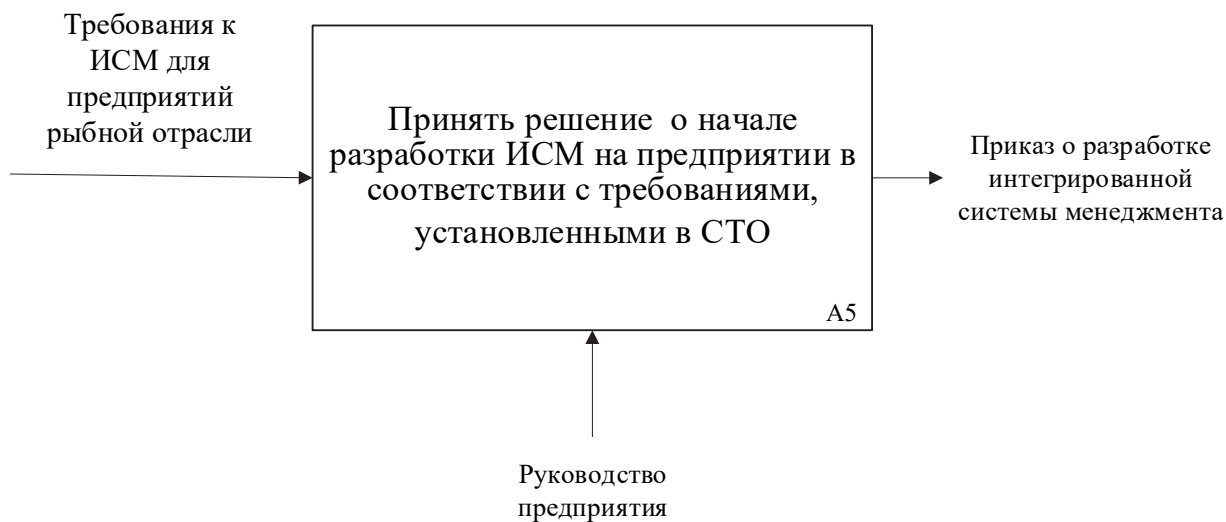 Требования к
ИСМ для
предприятий
рыбной отрасли
Принять решение о начале
разработки ИСМ на предприятии в
соответствии с требованиями,
установленными в СТО
А5
Приказ о разработке
интегрированной
системы менеджмента
Руководство
предприятия